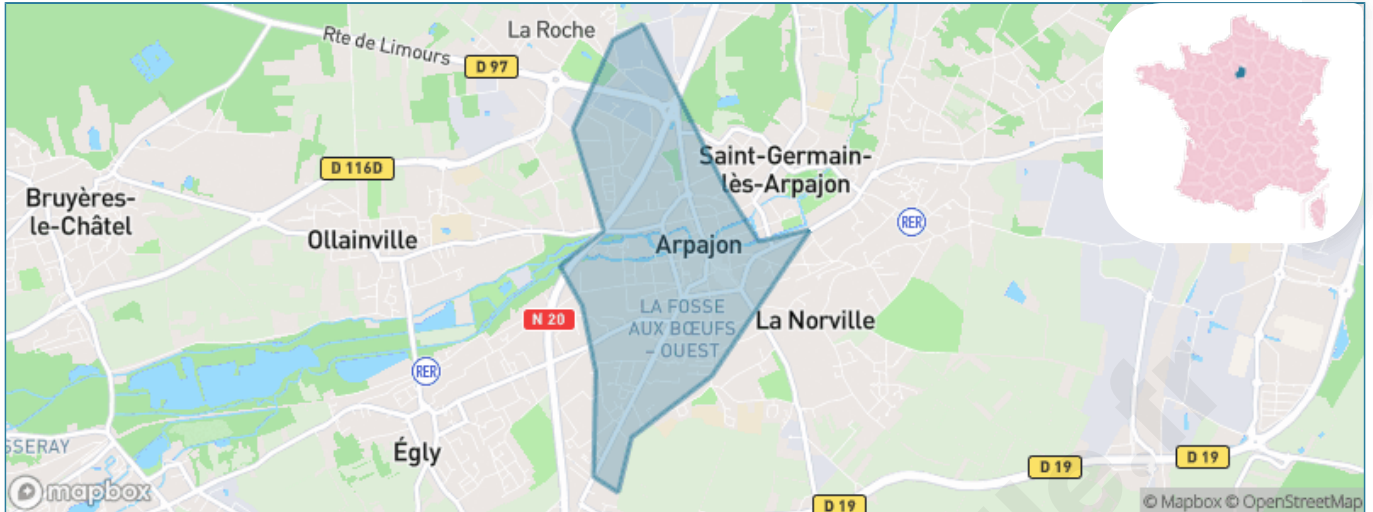 La Roche
Rte de Limours
D 97
Saint-Germain-
lès-Arpajon
D 116D
Bruyères-
le-Châtel
RER
Ollainville
Arpajon
LA FOSSE
AUX BŒUFS
– OUEST
N 20
La Norville
RER
SSERAY
Égly
D 19
D 19
D 19
mapbox
© Mapbox © OpenStreetMap